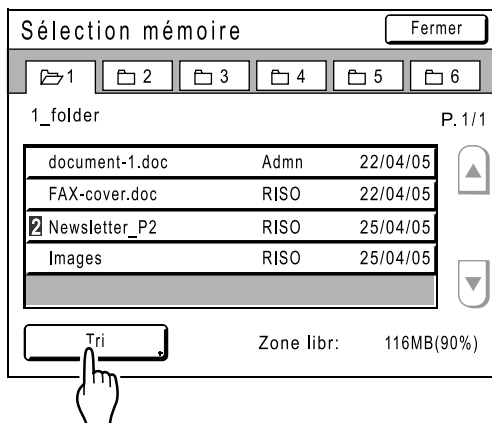 Sélection mémoire Fermer
1 2 3 4 5 6
1_folder P. 1/1
document-1.doc Admn 22/04/05
FAX-cover.doc RISO 22/04/05
2 Newsletter_P2 RISO 25/04/05
Images RISO 25/04/05
Tri Zone libr: 116MB(90%)